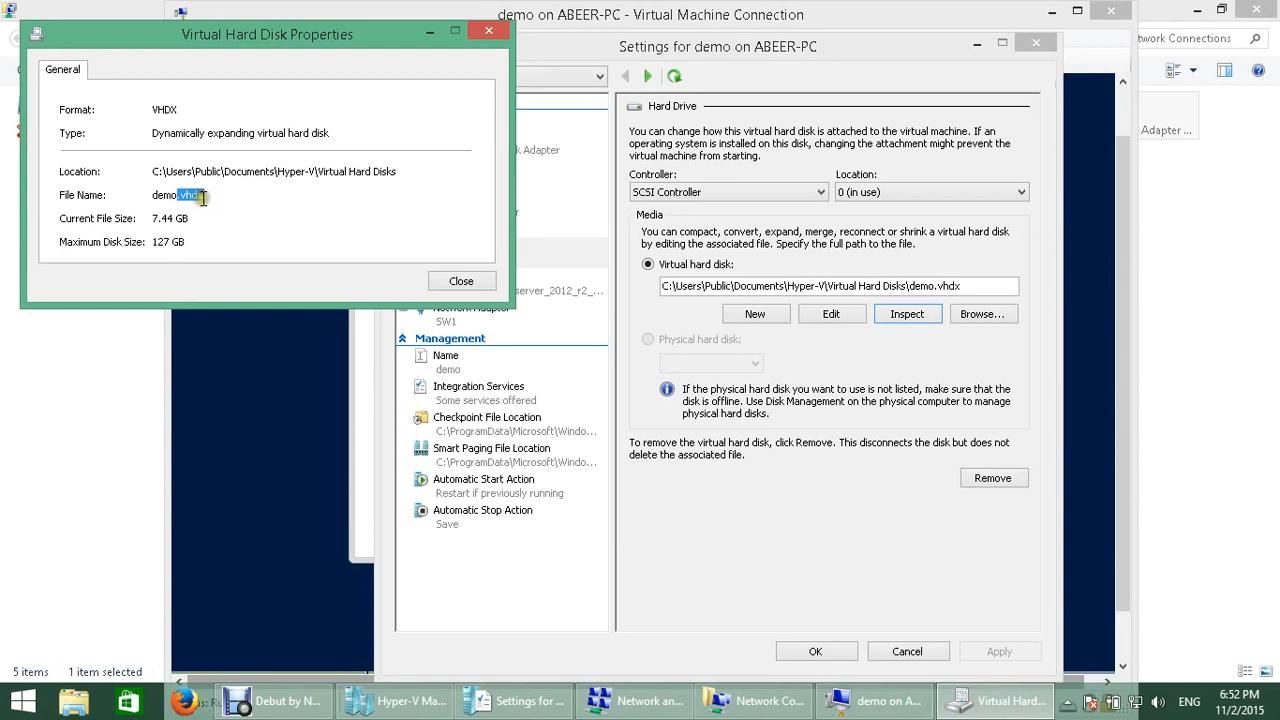 demo on ABEER-PC - Virtual Machine Connection
Virtual Hard Disk Properties
General
Format: VHDX
Type: Dynamically expanding virtual hard disk
Location: C:\Users\Public\Documents\Hyper-V\Virtual Hard Disks
File Name: demo.vhd
Current File Size: 7.44 GB
Maximum Disk Size: 127 GB
Close
Settings for demo on ABEER-PC
Adapter
server_2012_r2_...
Network Adapter
SW1
Management
Name
demo
Integration Services
Some services offered
Checkpoint File Location
C:\ProgramData\Microsoft\Windo...
Smart Paging File Location
C:\ProgramData\Microsoft\Windo...
Automatic Start Action
Restart if previously running
Automatic Stop Action
Save
Hard Drive
You can change how this virtual hard disk is attached to the virtual machine. If an
operating system is installed on this disk, changing the attachment might prevent the
virtual machine from starting.
Controller: Location:
SCSI Controller 0 (in use)
Media
You can compact, convert, expand, merge, reconnect or shrink a virtual hard disk
by editing the associated file. Specify the full path to the file.
Virtual hard disk:
C:\Users\Public\Documents\Hyper-V\Virtual Hard Disks\demo.vhdx
New Edit Inspect Browse...
Physical hard disk:
If the physical hard disk you want to use is not listed, make sure that the
disk is offline. Use Disk Management on the physical computer to manage
physical hard disks.
To remove the virtual hard disk, click Remove. This disconnects the disk but does not
delete the associated file.
Remove
OK Cancel Apply
etwork Connections
Adapter ...
5 items 1 item selected
Debut by N... Hyper-V Ma... Settings for ... Network an... Network Co... demo on A... Virtual Hard...
6:52 PM
11/2/2015